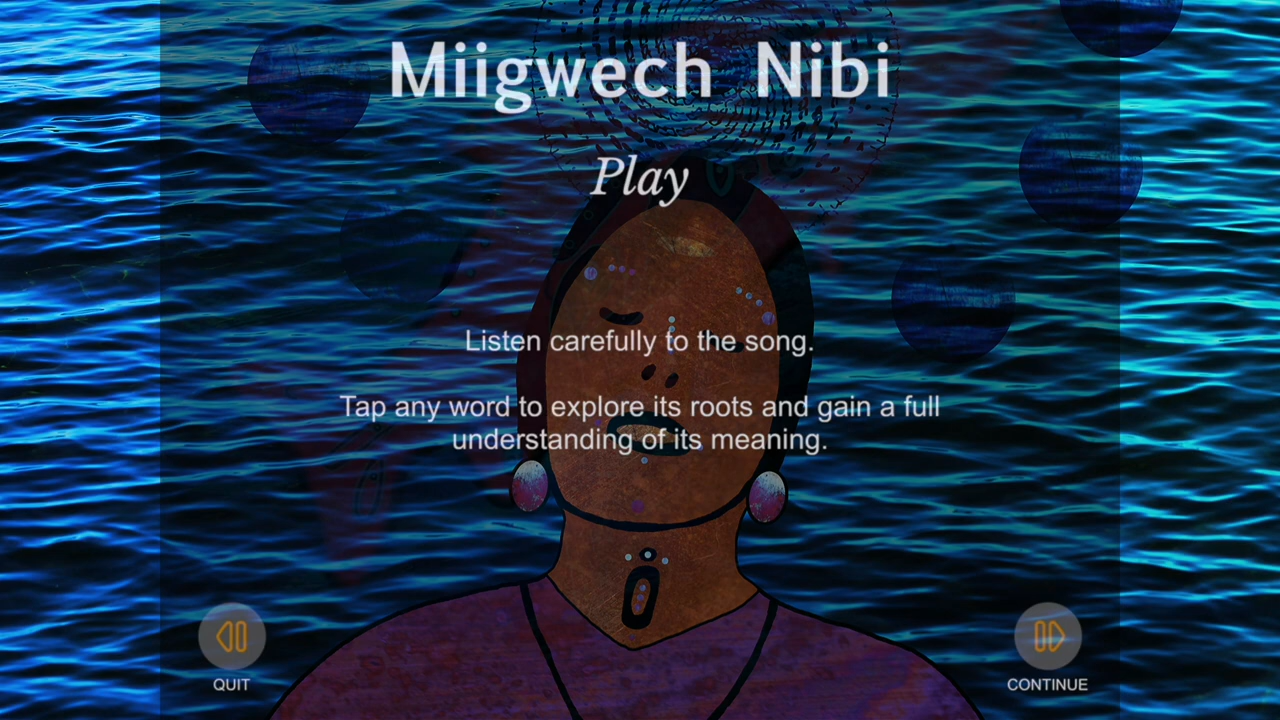 Miigwech Nibi
Play
Listen carefully to the song.
Tap any word to explore its roots and gain a full
understanding of its meaning.
QUIT
CONTINUE